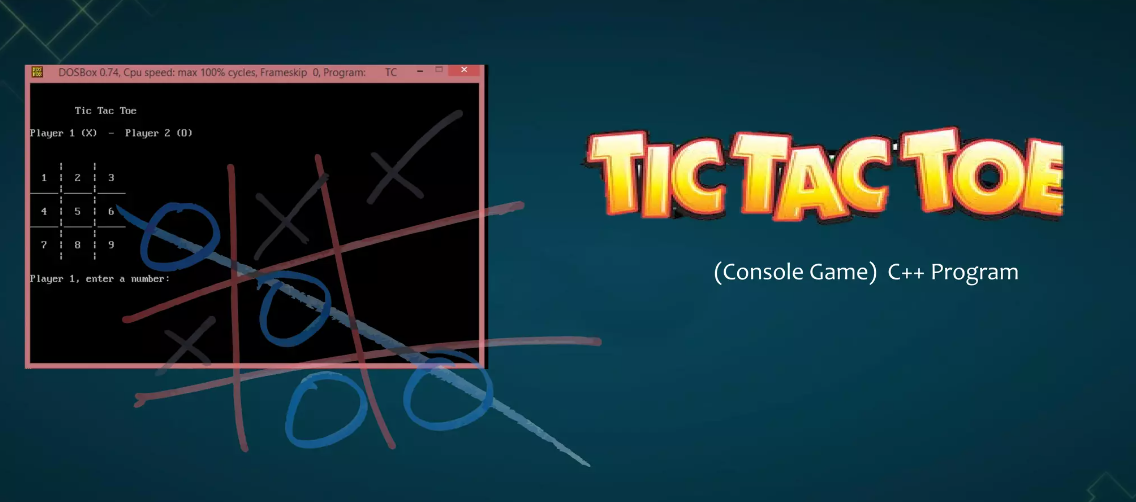 DOSBox 0.74, Cpu speed: max 100% cycles, Frameskip 0, Program: TC
Tic Tac Toe
Player 1 (X) - Player 2 (O)
1 2 3
4 5 6
7 8 9
Player 1, enter a number:
X X
O
O
X
O O
TIC TAC TOE
(Console Game) C++ Program